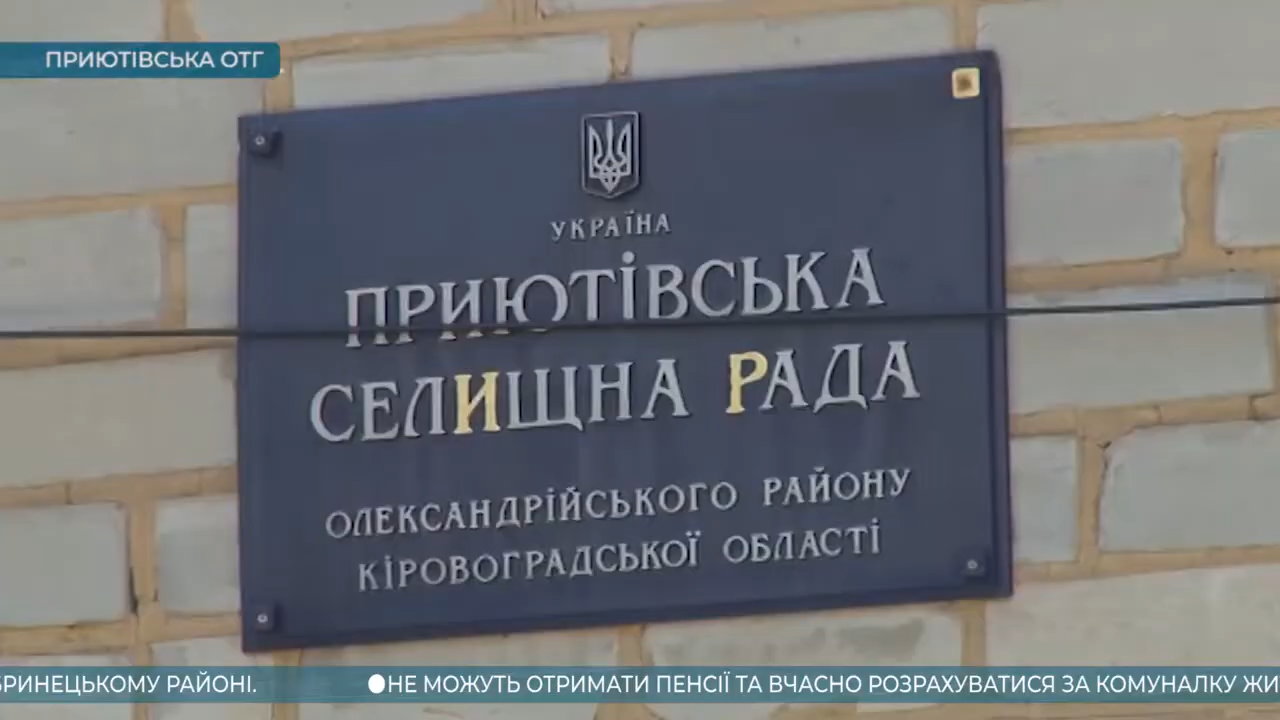 ПРИЮТІВСЬКА ОТГ
УКРАЇНА
ПРИЮТІВСЬКА
СЕЛИЩНА РАДА
ОЛЕКСАНДРІЙСЬКОГО РАЙОНУ
КІРОВОГРАДСЬКОЇ ОБЛАСТІ
РАЙОНІ. ●НЕ МОЖУТЬ ОТРИМАТИ ПЕНСІЇ ТА ВЧАСНО РОЗРАХУВАТИСЯ ЗА КОМУНАЛКУ